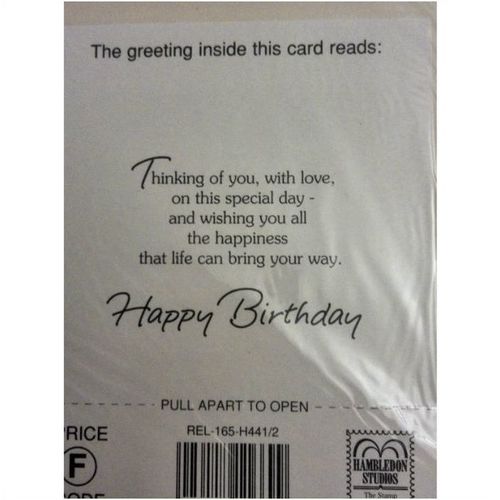 The greeting inside this card reads:
Thinking of you, with love,
on this special day -
and wishing you all
the happiness
that life can bring your way.
Happy Birthday
PULL APART TO OPEN
RICE
REL-165-H441/2
F
HAMBLEDON
STUDIOS
The Stamp